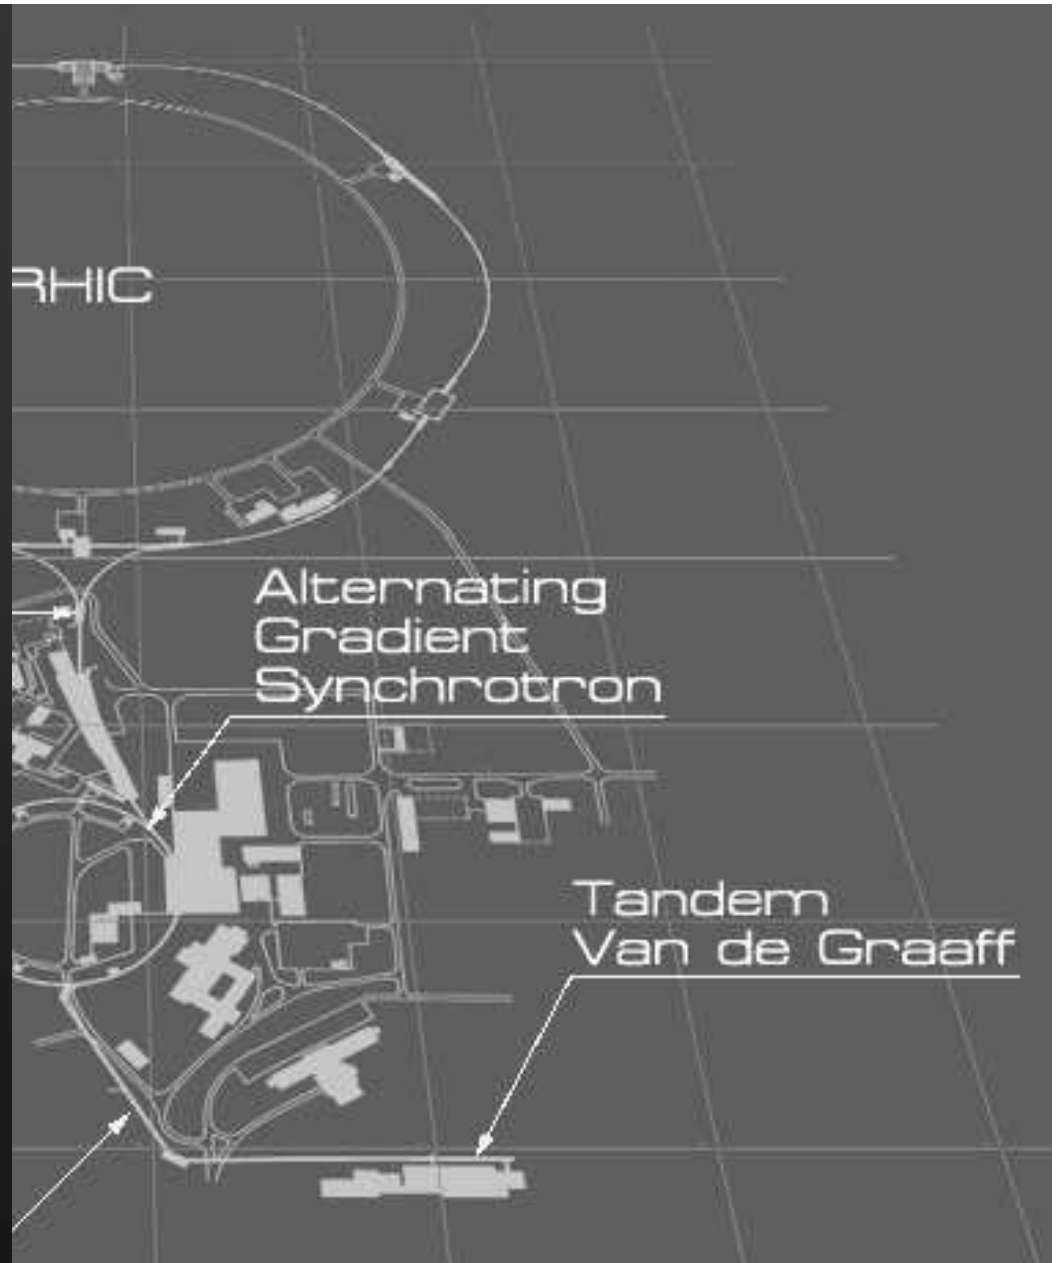 RHIC
Alternating
Gradient
Synchrotron
Tandem
Van de Graaff